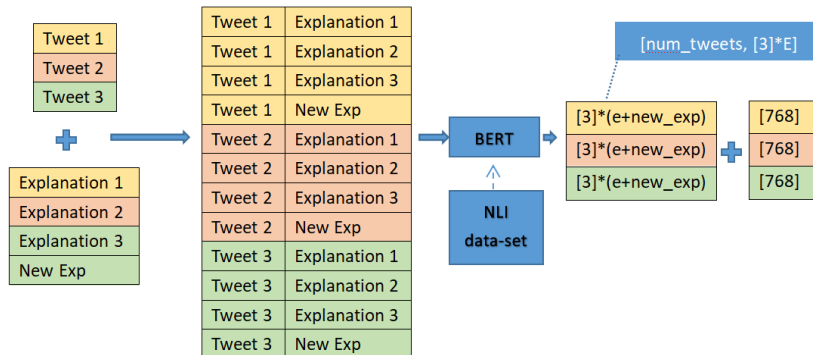 Tweet 1
Tweet 2
Tweet 3
Explanation 1
Explanation 2
Explanation 3
New Exp
Tweet 1 Explanation 1
Tweet 1 Explanation 2
Tweet 1 Explanation 3
Tweet 1 New Exp
Tweet 2 Explanation 1
Tweet 2 Explanation 2
Tweet 2 Explanation 3
Tweet 2 New Exp
Tweet 3 Explanation 1
Tweet 3 Explanation 2
Tweet 3 Explanation 3
Tweet 3 New Exp
BERT
NLI
data-set
[num_tweets, [3]*E]
[3]*(e+new_exp)
[3]*(e+new_exp)
[3]*(e+new_exp)
[768]
[768]
[768]